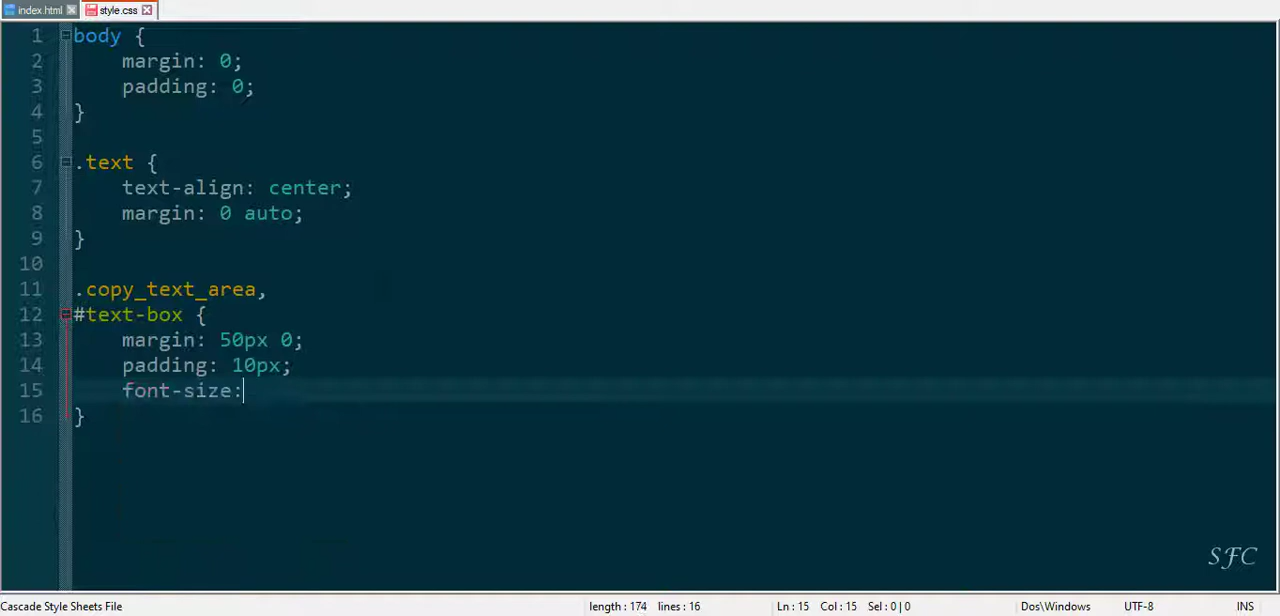 index.html style.css
1 body {
2 margin: 0;
3 padding: 0;
4 }
5
6 .text {
7 text-align: center;
8 margin: 0 auto;
9 }
10
11 .copy_text_area,
12 #text-box {
13 margin: 50px 0;
14 padding: 10px;
15 font-size:
16 }
SFC
Cascade Style Sheets File length : 174 lines : 16 Ln : 15 Col : 15 Sel : 0 | 0 Dos\Windows UTF-8 INS